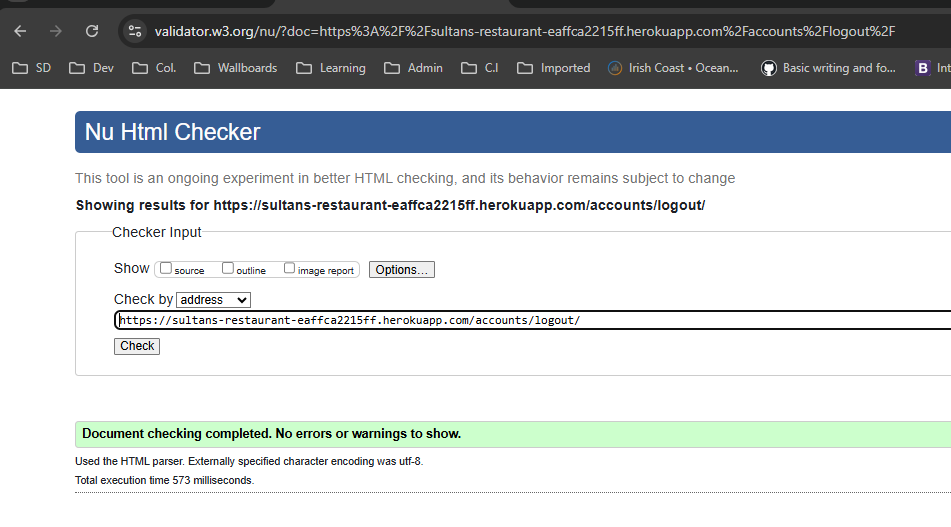 validator.w3.org/nu/?doc=https%3A%2F%2Fsultans-restaurant-eaffca2215ff.herokuapp.com%2Faccounts%2Flogout%2F
SD Dev Col. Wallboards Learning Admin C.I Imported Irish Coast • Ocean... Basic writing and fo... B Int
Nu Html Checker
This tool is an ongoing experiment in better HTML checking, and its behavior remains subject to change
Showing results for https://sultans-restaurant-eaffca2215ff.herokuapp.com/accounts/logout/
Checker Input
Show source outline image report Options...
Check by address
https://sultans-restaurant-eaffca2215ff.herokuapp.com/accounts/logout/
Check
Document checking completed. No errors or warnings to show.
Used the HTML parser. Externally specified character encoding was utf-8.
Total execution time 573 milliseconds.